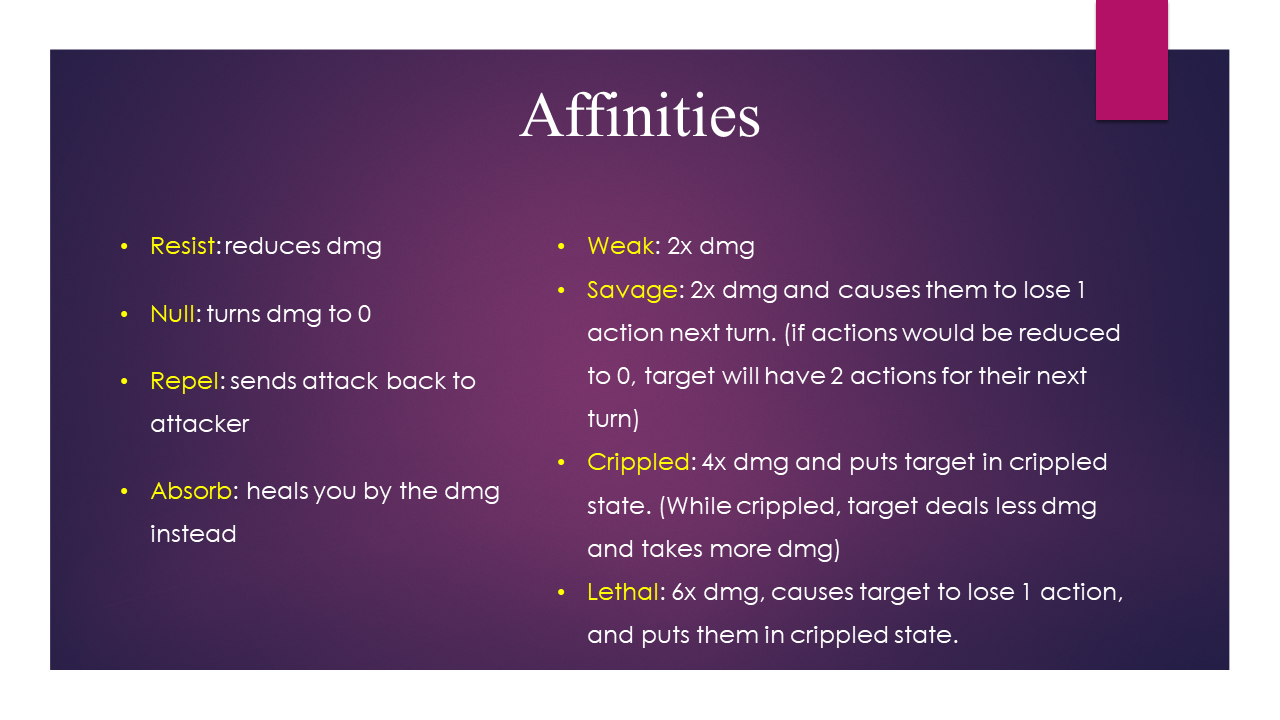 Affinities
• Resist: reduces dmg
• Null: turns dmg to 0
• Repel: sends attack back to
attacker
• Absorb: heals you by the dmg
instead
• Weak: 2x dmg
• Savage: 2x dmg and causes them to lose 1
action next turn. (if actions would be reduced
to 0, target will have 2 actions for their next
turn)
• Crippled: 4x dmg and puts target in crippled
state. (While crippled, target deals less dmg
and takes more dmg)
• Lethal: 6x dmg, causes target to lose 1 action,
and puts them in crippled state.